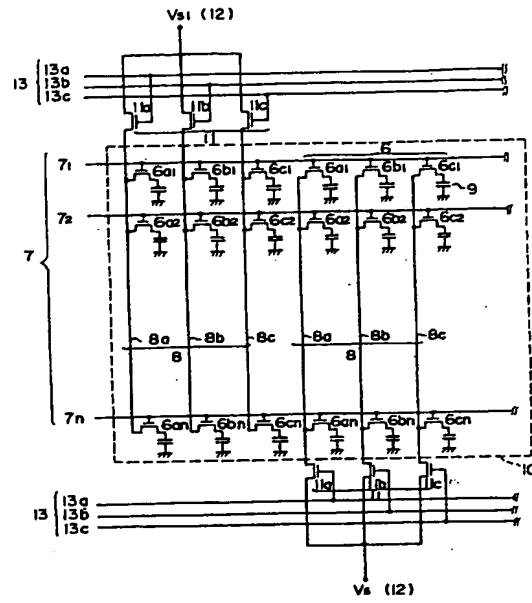 Vsi (12)
13 13a
13b
13c
11a 11b 11c
11
6
7₁ 6a1 6b1 6c1 6a1 6b1 6c1
9
7₂ 6a2 6b2 6c2 6a2 6b2 6c2
7
8a 8b 8c 8a 8b 8c
8 8
7n 6an 6bn 6cn 6an 6bn 6cn
10
11a 11b 11c
11
13 13a
13b
13c
Vs (12)